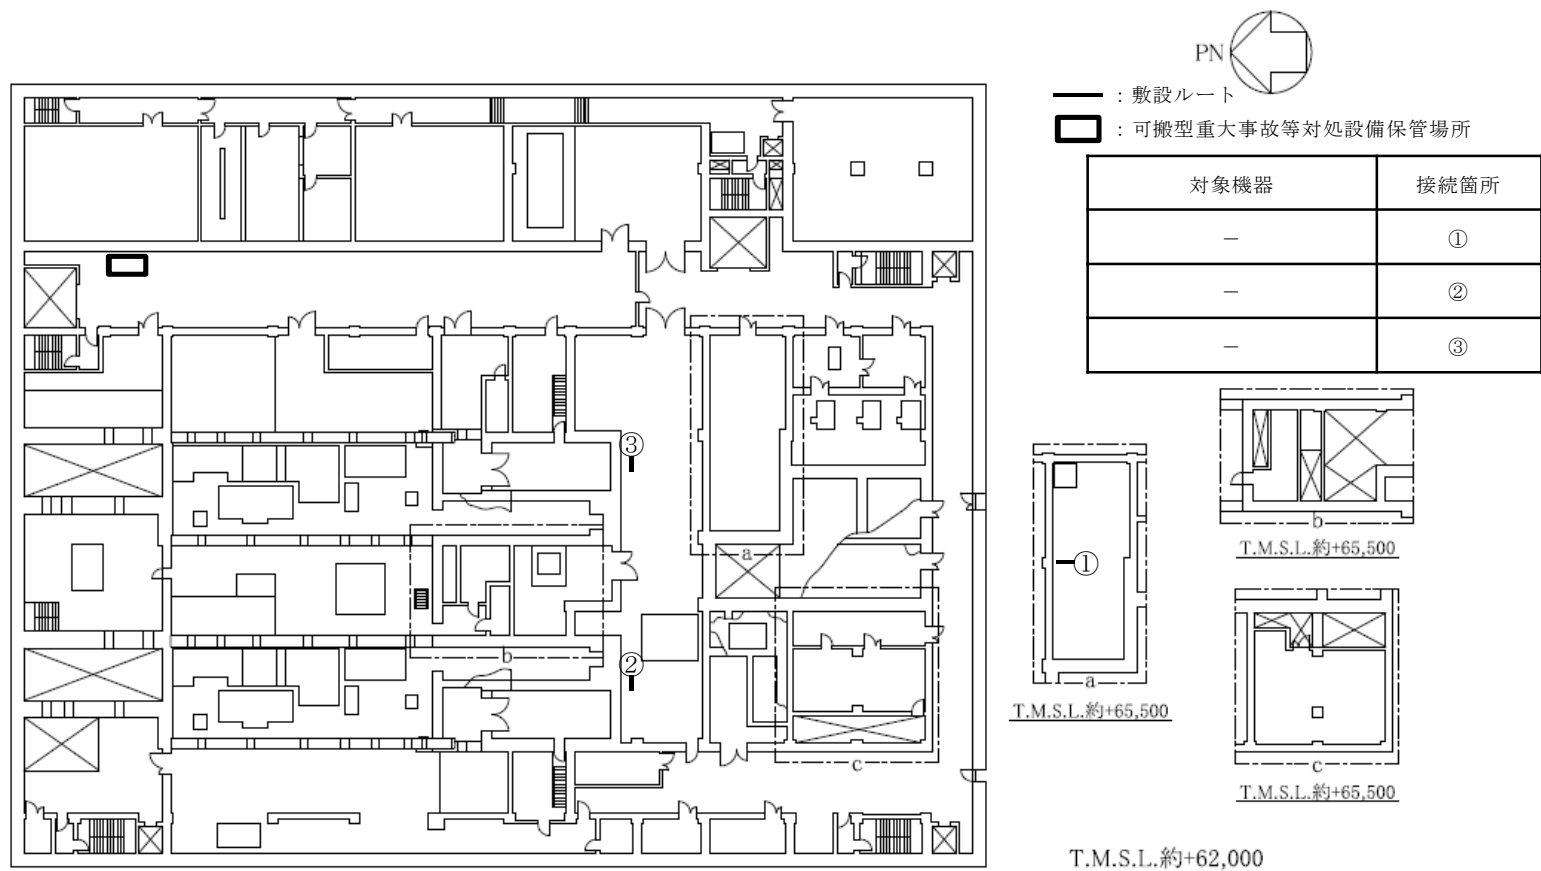 PN
：敷設ルート
：可搬型重大事故等対処設備保管場所
対象機器 接続箇所
－ ①
－ ②
－ ③
③
②
a
b
c
①
a
T.M.S.L.約+65,500
b
T.M.S.L.約+65,500
c
T.M.S.L.約+65,500
T.M.S.L.約+62,000